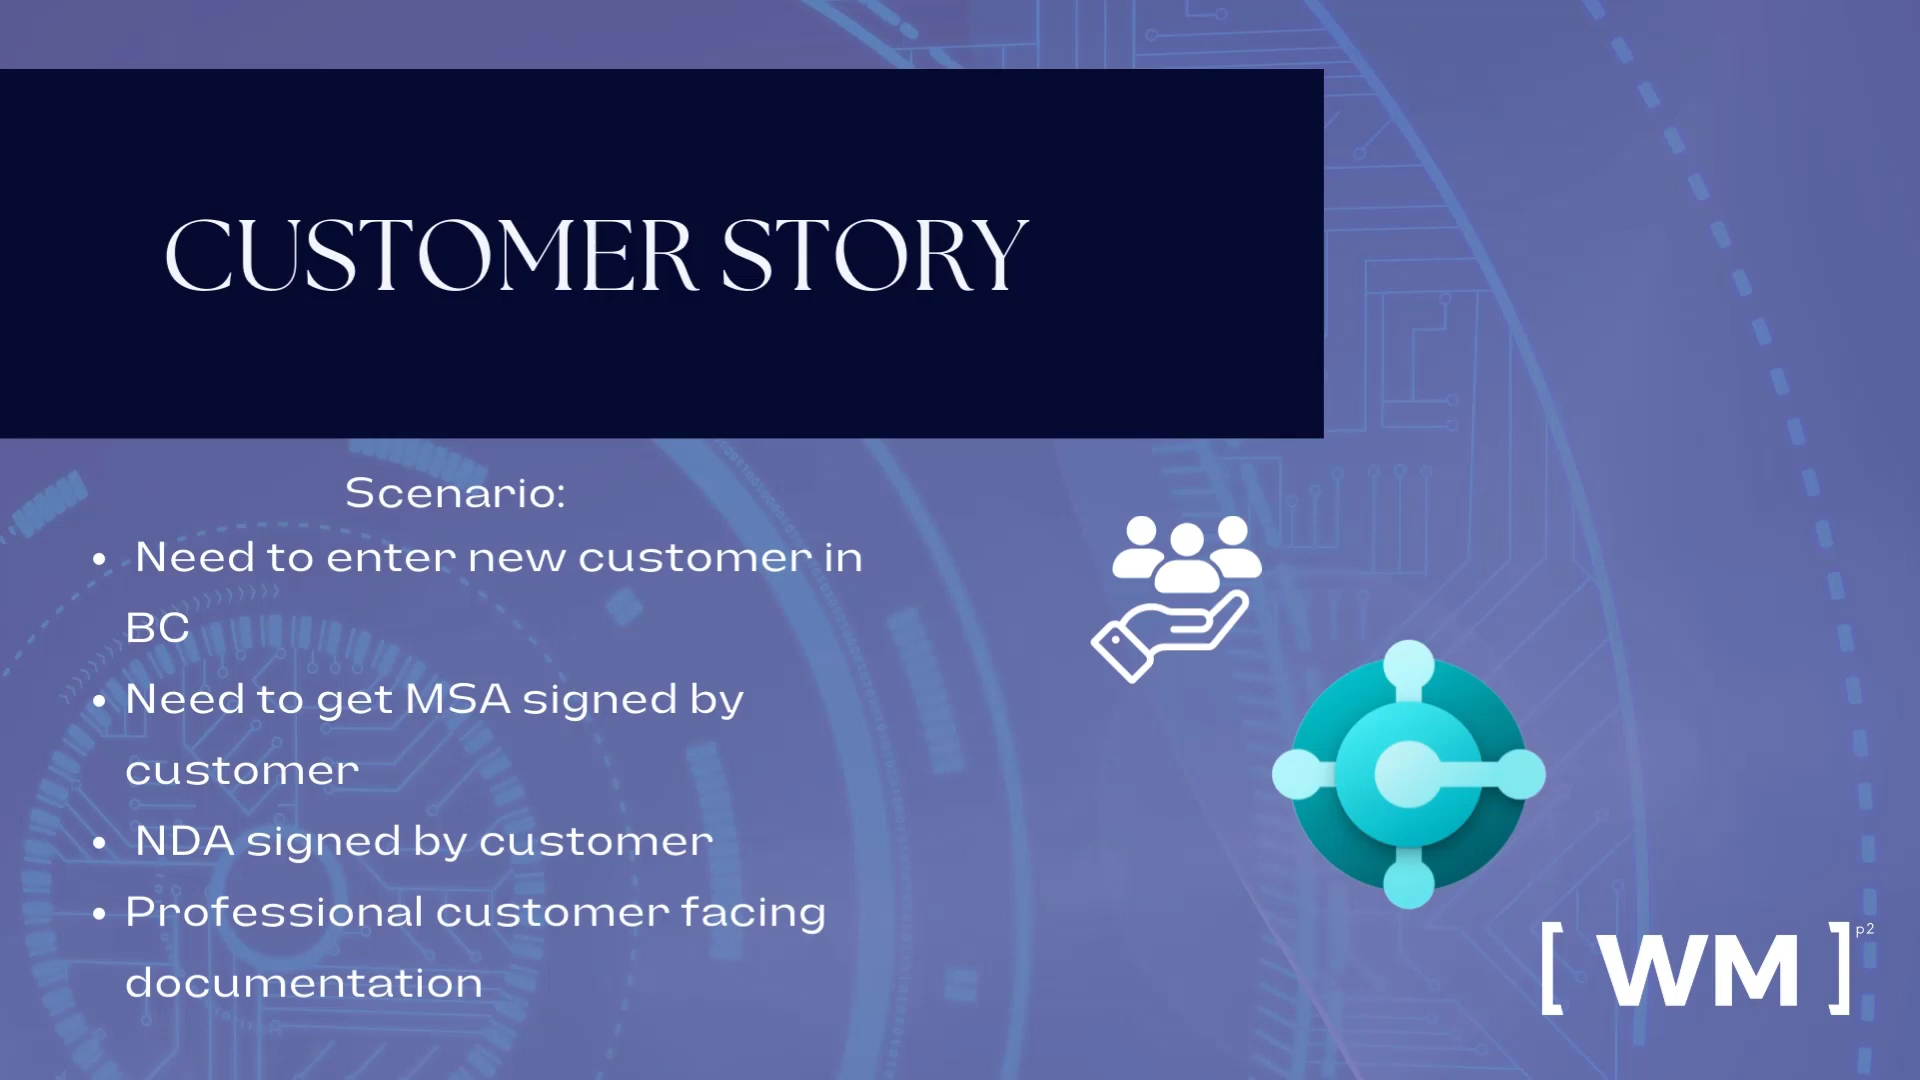 CUSTOMER STORY
Scenario:
• Need to enter new customer in
BC
• Need to get MSA signed by
customer
• NDA signed by customer
• Professional customer facing
documentation
[ WM ]p2